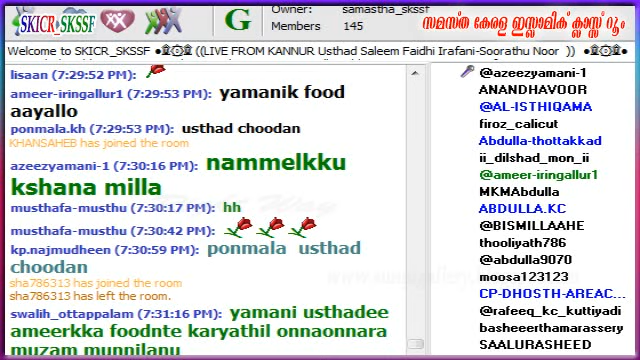 SKICR_SKSSF
G
Owner: samastha_skssf
Members 145
സമസ്ത കേരള ഇസ്ലാമിക് ക്ലാസ്സ് റൂം
Welcome to SKICR_SKSSF ●۩۞۩● ((LIVE FROM KANNUR Usthad Saleem Faidhi Irafani-Soorathu Noor )) ●۩۞۩●
lisaan (7:29:52 PM):
ameer-iringallur1 (7:29:53 PM): yamanik food
aayallo
ponmala.kh (7:29:53 PM): usthad choodan
KHANSAHEB has joined the room
azeezyamani-1 (7:30:16 PM): nammelkku
kshana milla
musthafa-musthu (7:30:17 PM): hh
musthafa-musthu (7:30:42 PM):
kp.najmudheen (7:30:59 PM): ponmala usthad
choodan
sha786313 has joined the room
sha786313 has left the room.
swalih_ottappalam (7:31:16 PM): yamani usthadee
ameerkka foodnte karyathil onnaonnara
muzam munnilanu
@azeezyamani-1
ANANDHAVOOR
@AL-ISTHIQAMA
firoz_calicut
Abdulla-thottakkad
ii_dilshad_mon_ii
@ameer-iringallur1
MKMAbdulla
ABDULLA.KC
@BISMILLAAHE
thooliyath786
@abdulla9070
moosa123123
CP-DHOSTH-AREAC...
@rafeeq_kc_kuttiyadi
basheeerthamarassery
SAALURASHEED